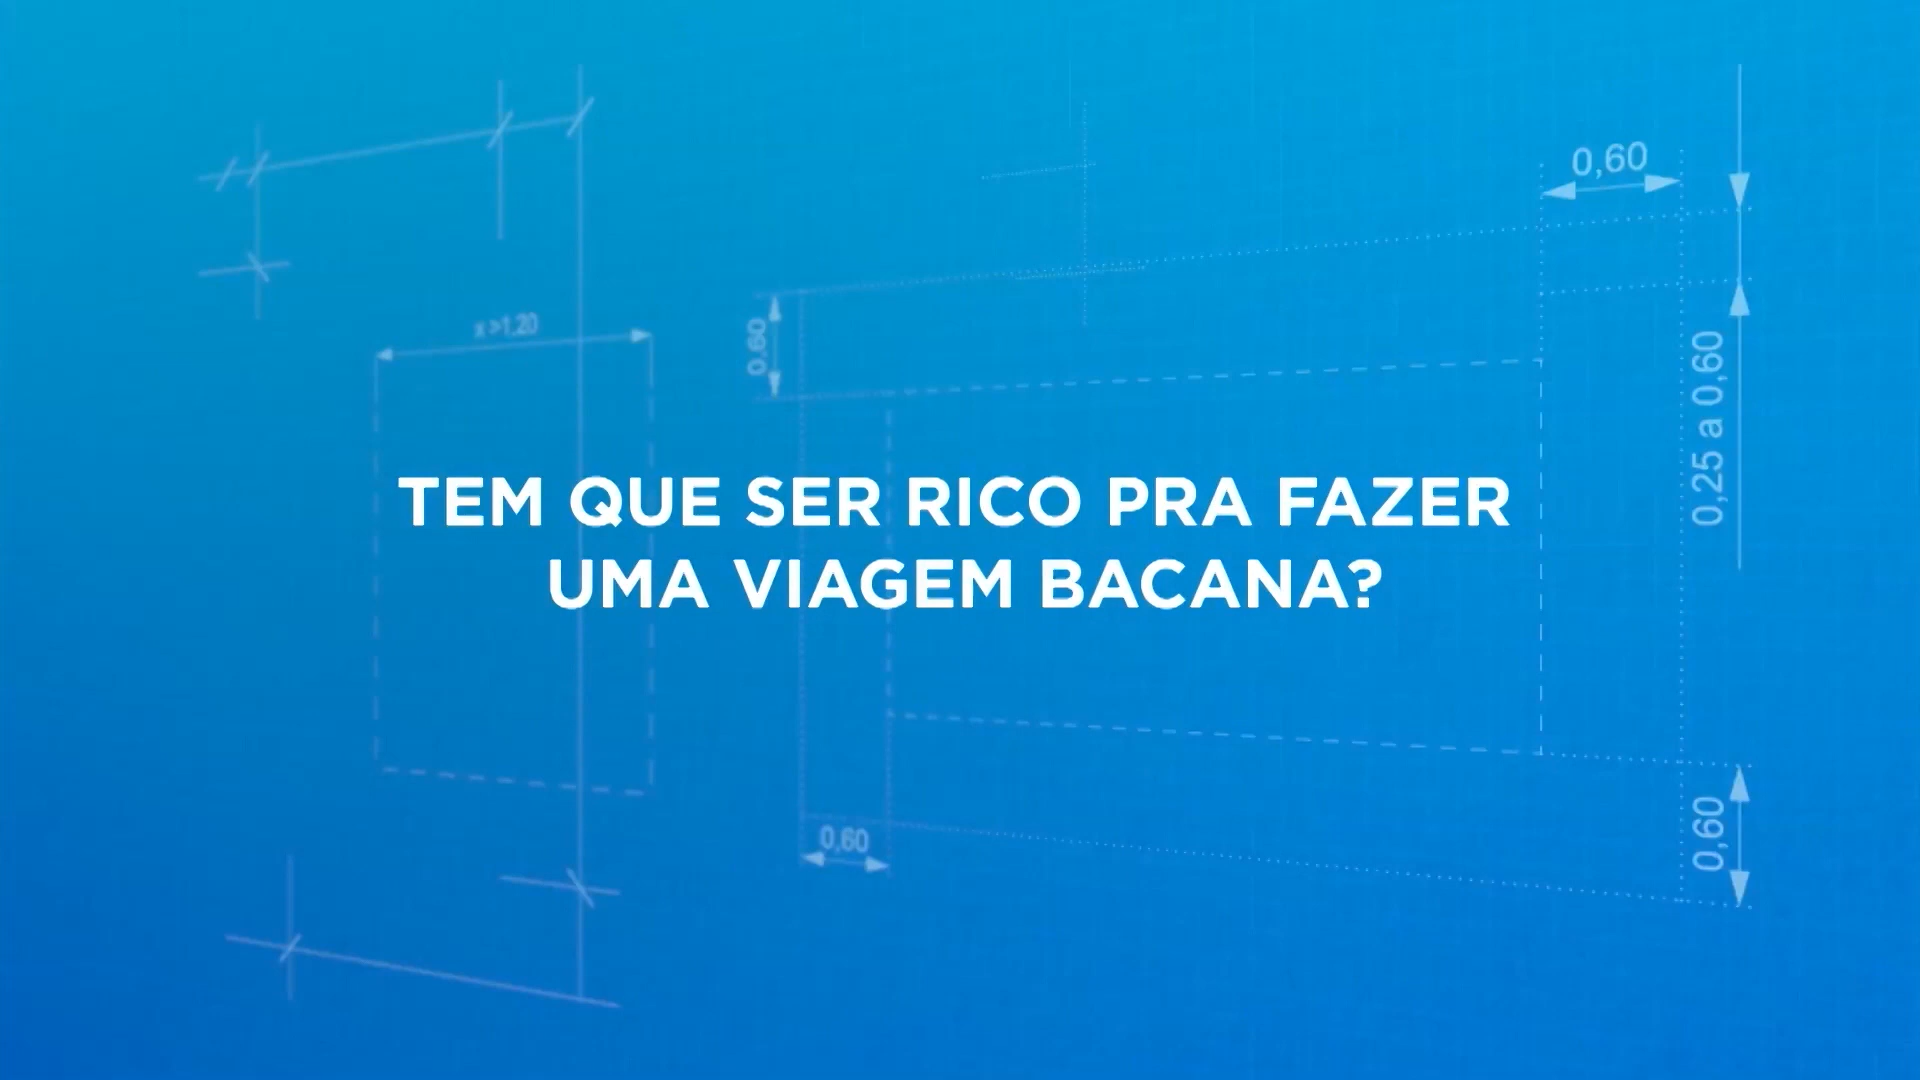 0,60
x >1,20
0,60
0,25 a 0,60
TEM QUE SER RICO PRA FAZER
UMA VIAGEM BACANA?
0,60
0,60